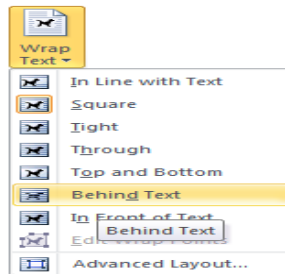 Wrap
Text
In Line with Text
Square
Tight
Through
Top and Bottom
Behind Text
In Front of Text
Behind Text
Edit Wrap Points
Advanced Layout...